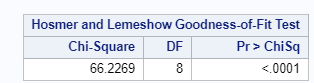 Hosmer and Lemeshow Goodness-of-Fit Test
Chi-Square DF Pr > ChiSq
66.2269 8 <.0001